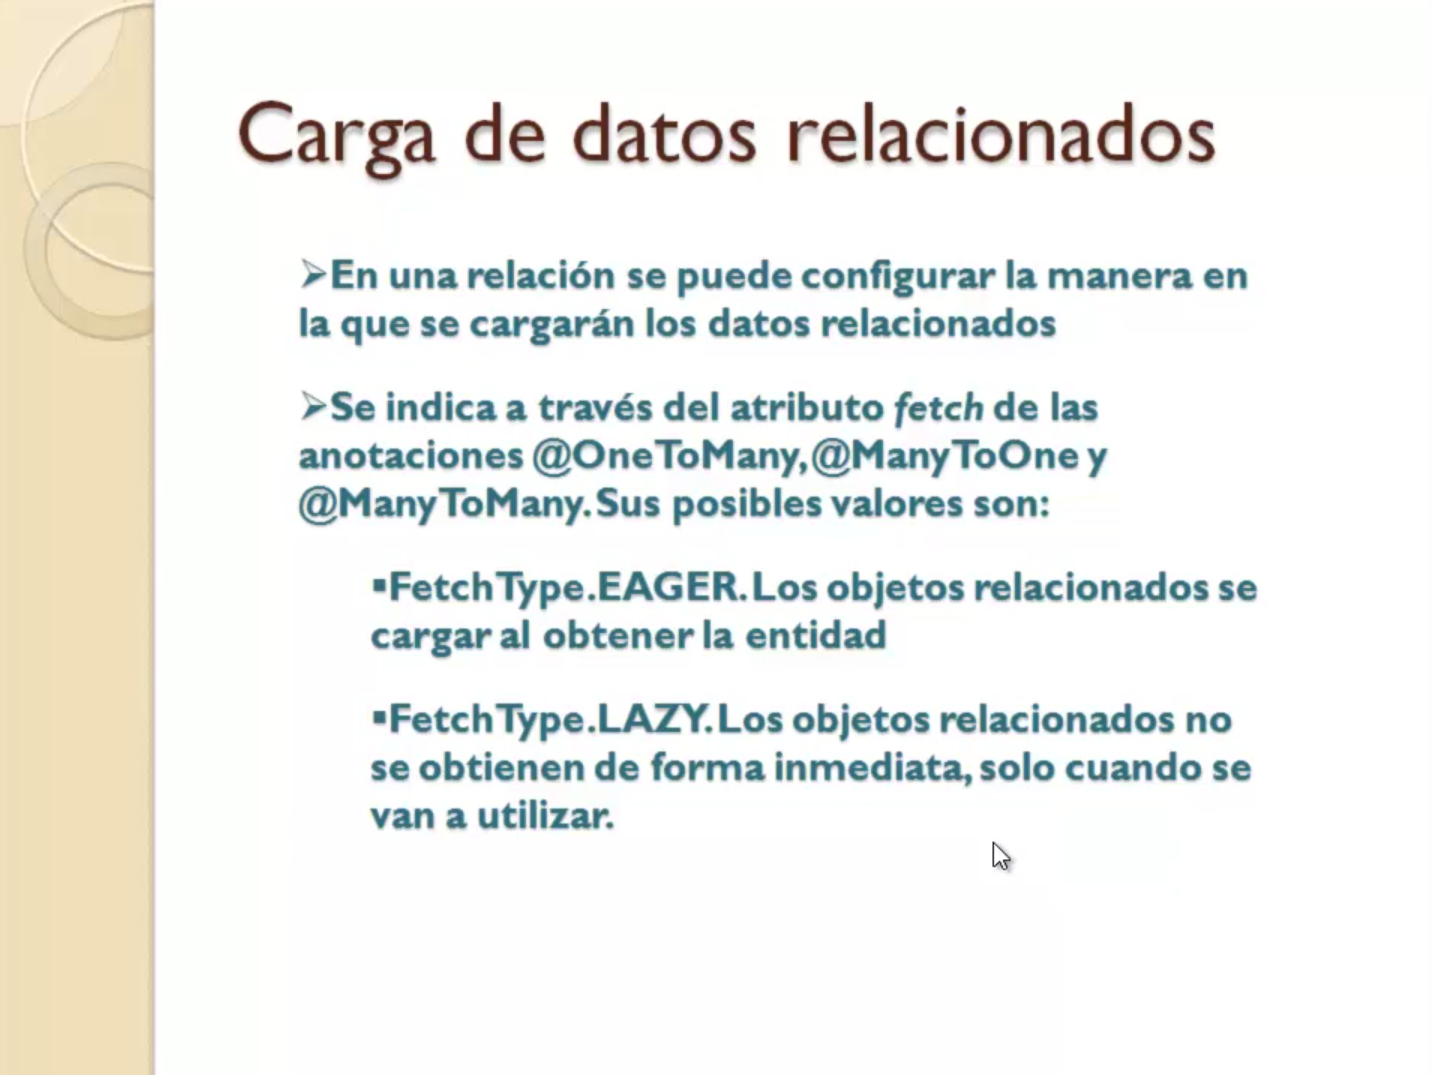 Carga de datos relacionados
➢En una relación se puede configurar la manera en
la que se cargarán los datos relacionados
➢Se indica a través del atributo fetch de las
anotaciones @OneToMany,@ManyToOne y
@ManyToMany.Sus posibles valores son:
▪FetchType.EAGER.Los objetos relacionados se
cargar al obtener la entidad
▪FetchType.LAZY.Los objetos relacionados no
se obtienen de forma inmediata,solo cuando se
van a utilizar.